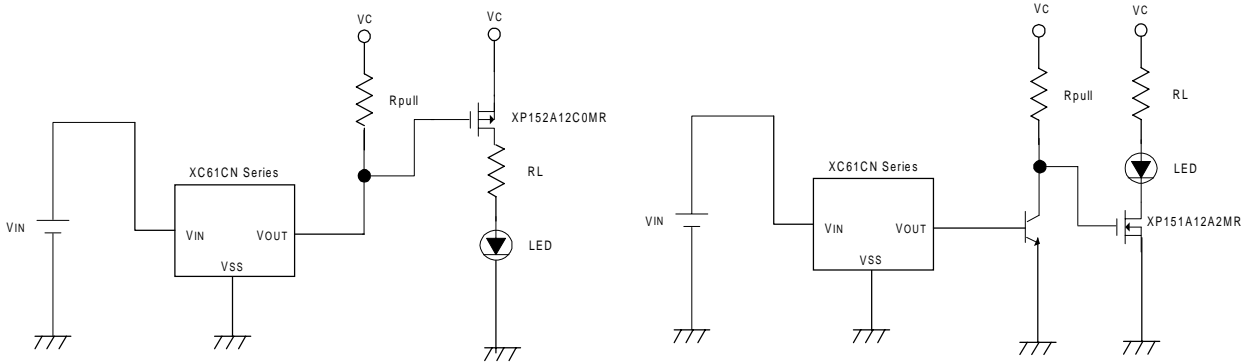 VC
VC
Rpull
XP152A12C0MR
XC61CN Series
RL
VIN
VIN
VOUT
LED
VSS
VC
VC
Rpull
RL
XC61CN Series
LED
VIN
VIN
VOUT
XP151A12A2MR
VSS